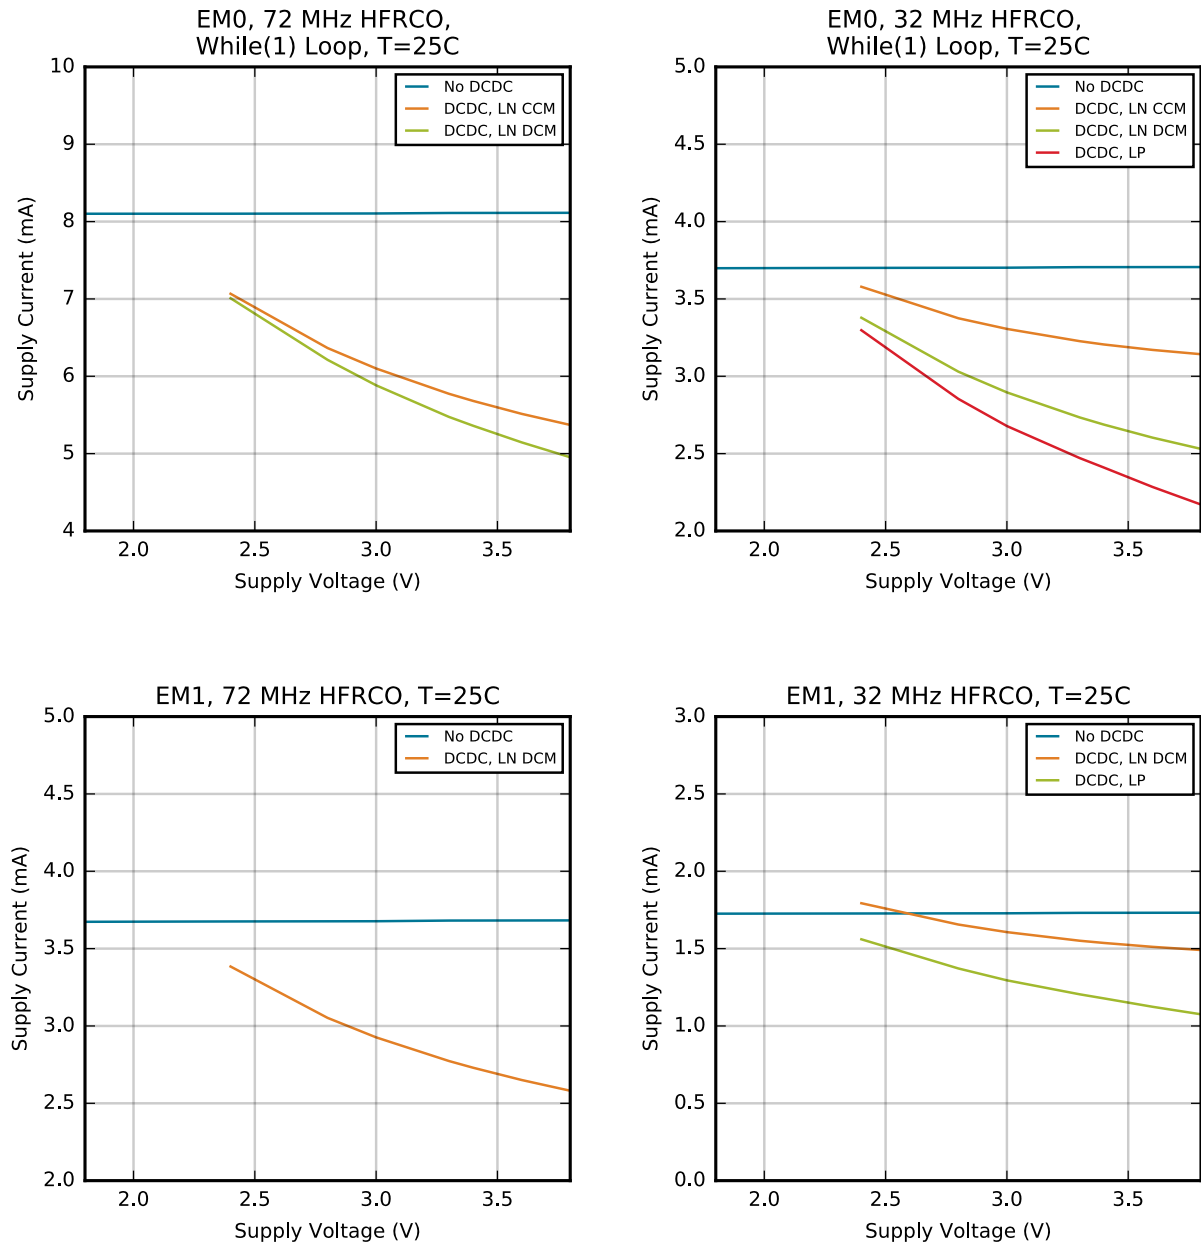 EM0, 72 MHz HFRCO,
While(1) Loop, T=25C
10
9
8
7
6
5
4
Supply Current (mA)
No DCDC
DCDC, LN CCM
DCDC, LN DCM
2.0
2.5
3.0
3.5
Supply Voltage (V)
EM0, 32 MHz HFRCO,
While(1) Loop, T=25C
5.0
4.5
4.0
3.5
3.0
2.5
2.0
Supply Current (mA)
No DCDC
DCDC, LN CCM
DCDC, LN DCM
DCDC, LP
2.0
2.5
3.0
3.5
Supply Voltage (V)
EM1, 72 MHz HFRCO, T=25C
5.0
4.5
4.0
3.5
3.0
2.5
2.0
Supply Current (mA)
No DCDC
DCDC, LN DCM
2.0
2.5
3.0
3.5
Supply Voltage (V)
EM1, 32 MHz HFRCO, T=25C
3.0
2.5
2.0
1.5
1.0
0.5
0.0
Supply Current (mA)
No DCDC
DCDC, LN DCM
DCDC, LP
2.0
2.5
3.0
3.5
Supply Voltage (V)